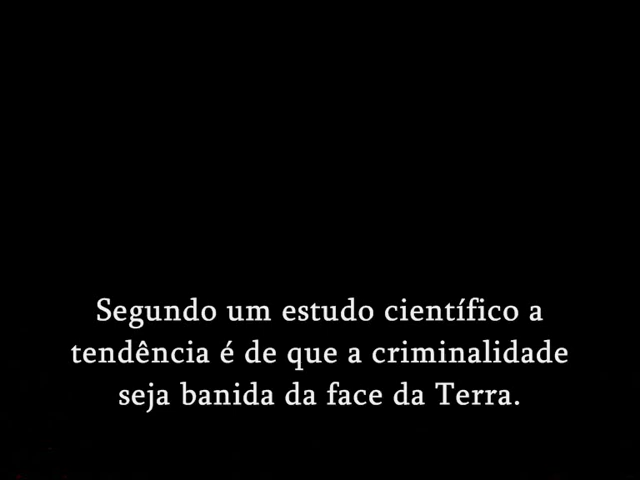 Segundo um estudo científico a
tendência é de que a criminalidade
seja banida da face da Terra.